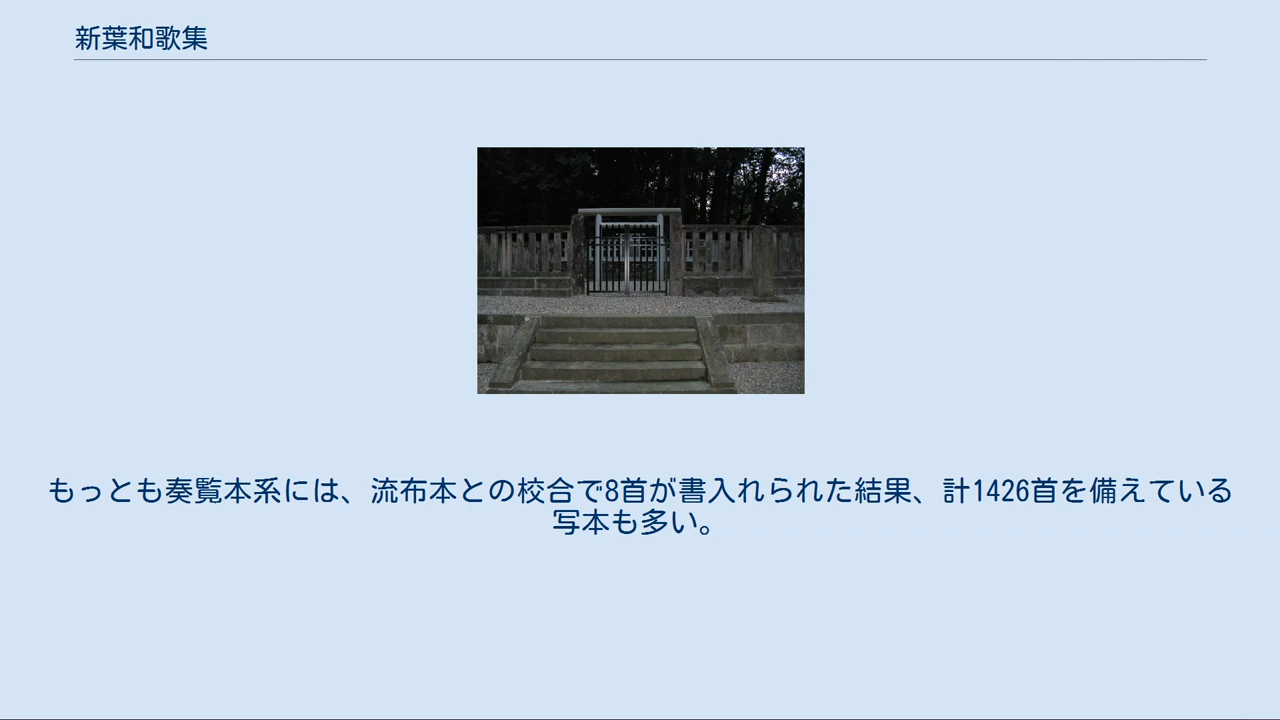 新葉和歌集
もっとも奏覧本系には、流布本との校合で8首が書入れられた結果、計1426首を備えている
写本も多い。